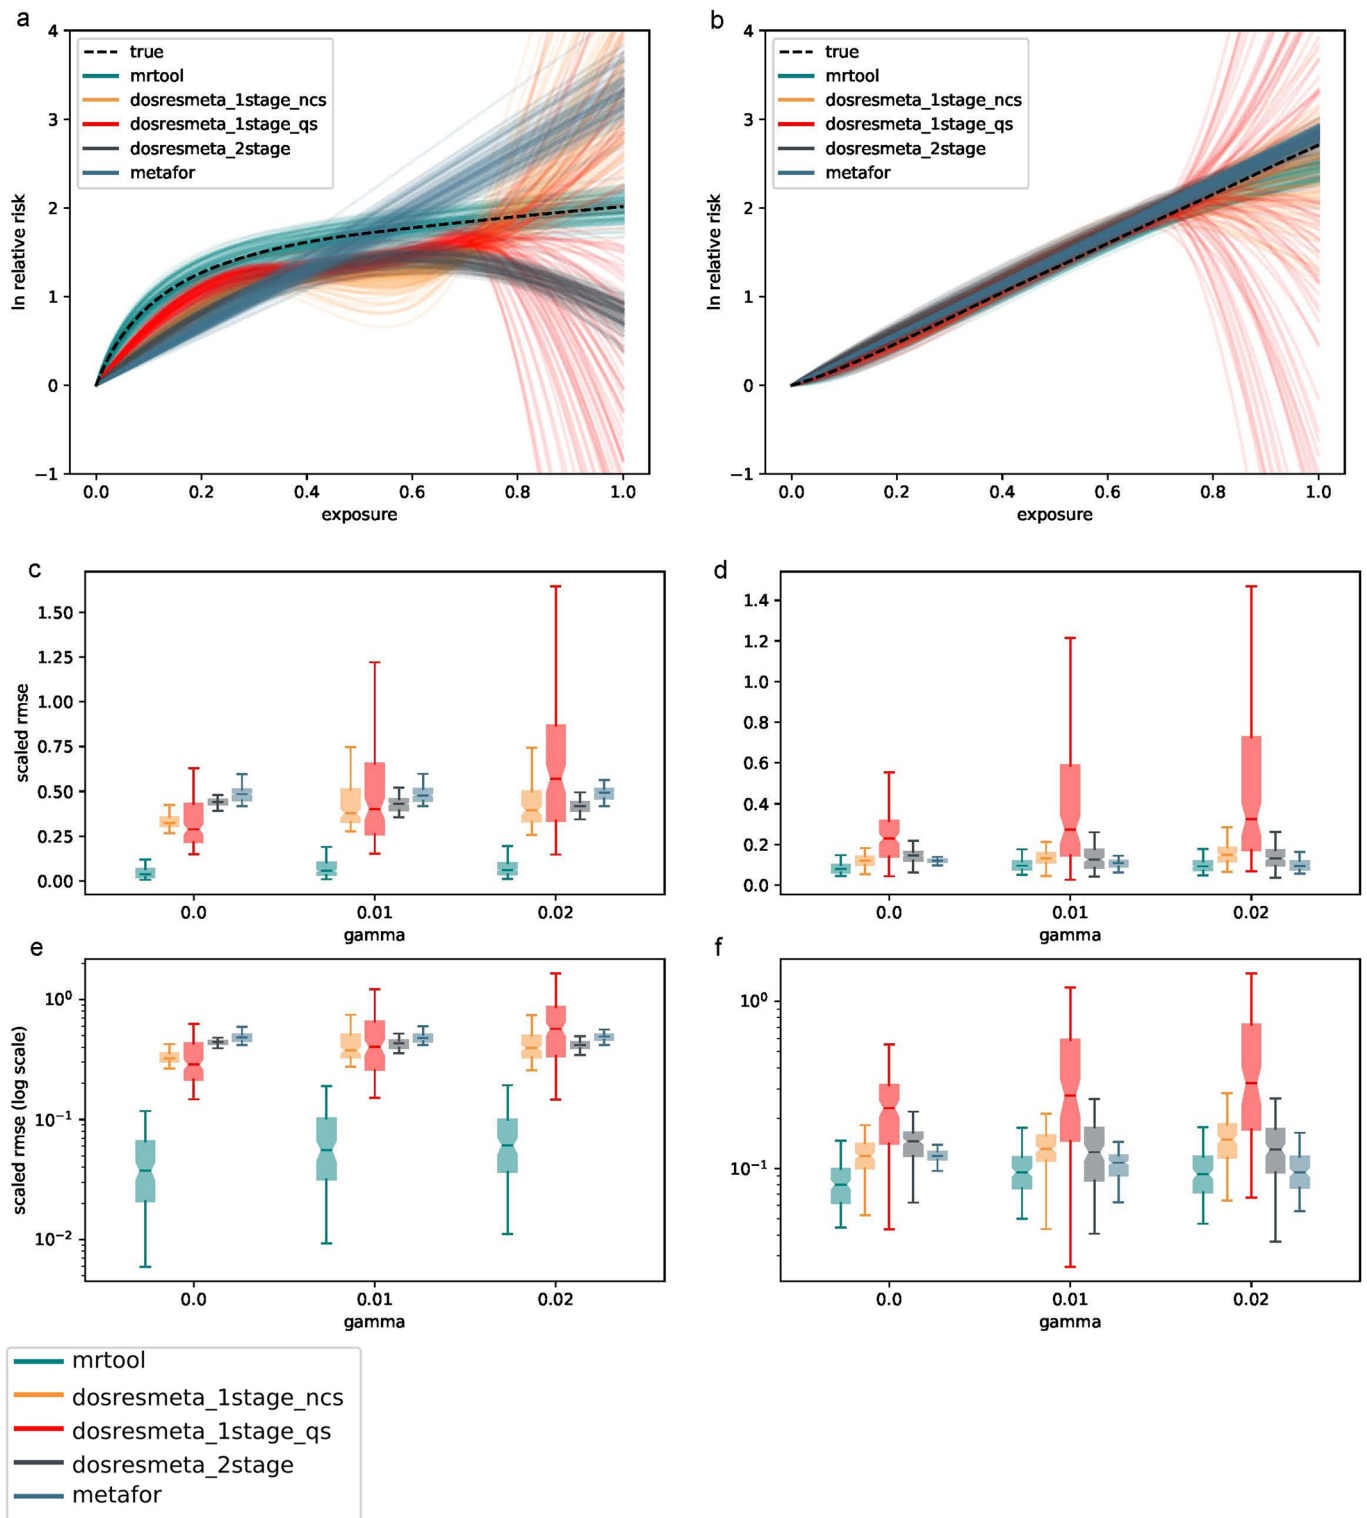 a
4
3
2
1
0
−1
ln relative risk
true
mrtool
dosresmeta_1stage_ncs
dosresmeta_1stage_qs
dosresmeta_2stage
metafor
0.0 0.2 0.4 0.6 0.8 1.0
exposure
b
4
3
2
1
0
−1
ln relative risk
true
mrtool
dosresmeta_1stage_ncs
dosresmeta_1stage_qs
dosresmeta_2stage
metafor
0.0 0.2 0.4 0.6 0.8 1.0
exposure
c
1.50
1.25
1.00
0.75
0.50
0.25
0.00
scaled rmse
0.0 0.01 0.02
gamma
d
1.4
1.2
1.0
0.8
0.6
0.4
0.2
0.0
0.0 0.01 0.02
gamma
e
10⁰
10⁻¹
10⁻²
scaled rmse (log scale)
0.0 0.01 0.02
gamma
f
10⁰
10⁻¹
0.0 0.01 0.02
gamma
mrtool
dosresmeta_1stage_ncs
dosresmeta_1stage_qs
dosresmeta_2stage
metafor